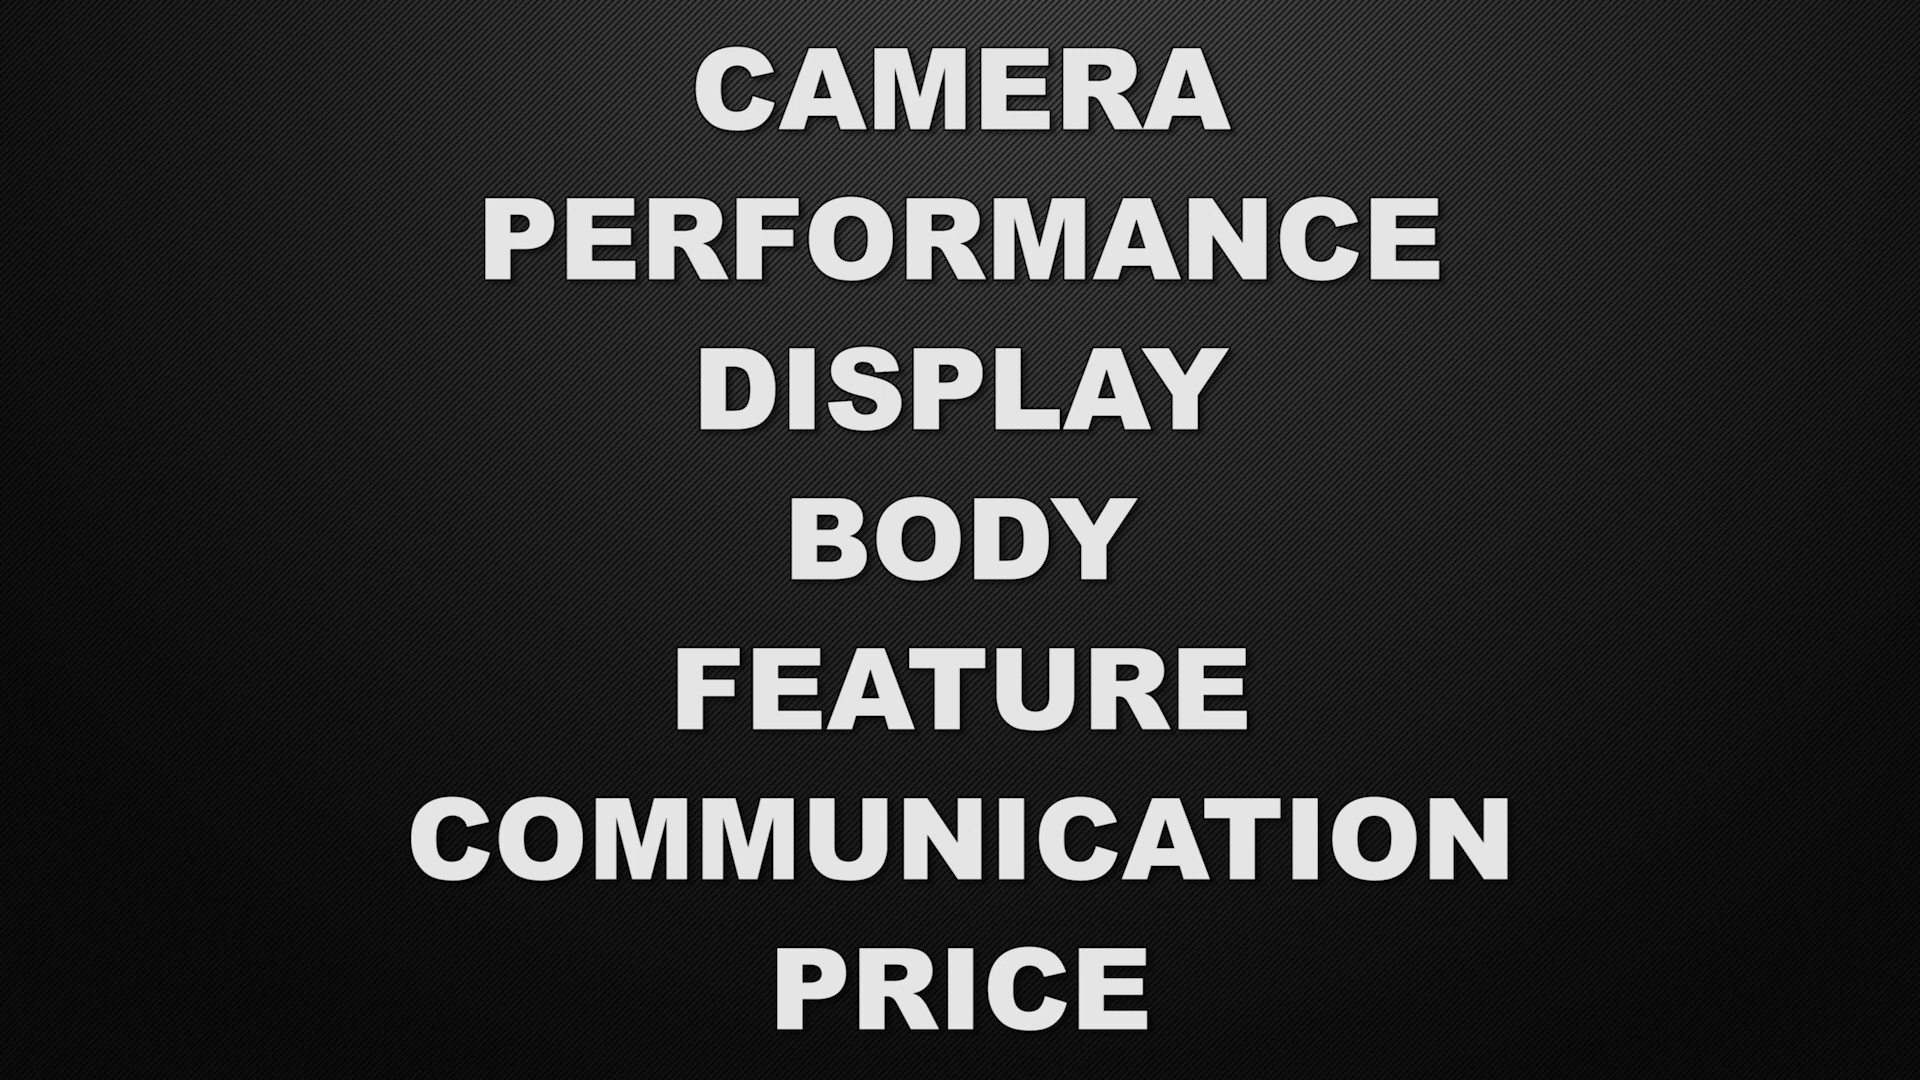 CAMERA
PERFORMANCE
DISPLAY
BODY
FEATURE
COMMUNICATION
PRICE